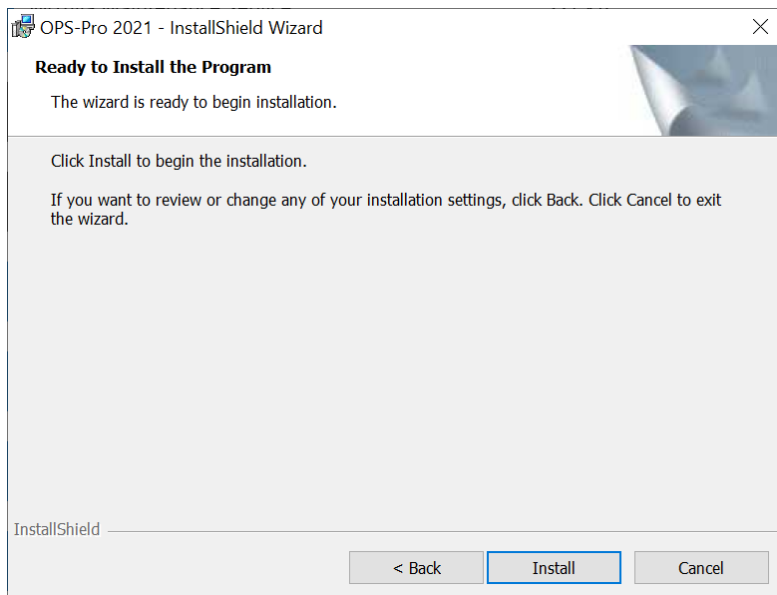 OPS-Pro 2021 - InstallShield Wizard
Ready to Install the Program
The wizard is ready to begin installation.
Click Install to begin the installation.
If you want to review or change any of your installation settings, click Back. Click Cancel to exit
the wizard.
InstallShield
< Back
Install
Cancel